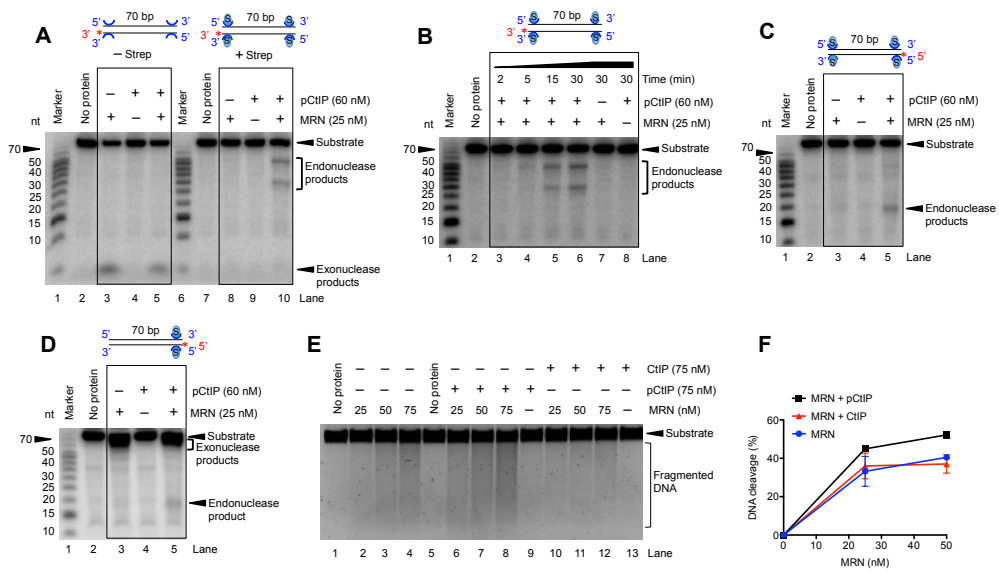 A
5' 70 bp 3'
3' * 3' 5'
– Strep
S S
5' 70 bp 3'
3' * 3' 5'
S S
+ Strep
Marker No protein – + + Marker No protein – + + pCtIP (60 nM)
+ – + + – + MRN (25 nM)
nt
70
50
40
30
25
20
15
10
Substrate
Endonuclease
products
Exonuclease
products
1 2 3 4 5 6 7 8 9 10 Lane
B
S S
5' 70 bp 3'
3' * 3' 5'
S S
Marker No protein
2 5 15 30 30 30 Time (min)
+ + + + – + pCtIP (60 nM)
+ + + + + – MRN (25 nM)
nt
70
50
40
30
25
20
15
10
Substrate
Endonuclease
products
1 2 3 4 5 6 7 8 Lane
C
S S
5' 70 bp 3'
3' 5' * 5'
S S
Marker No protein
– + + pCtIP (60 nM)
+ – + MRN (25 nM)
nt
70
50
40
30
25
20
15
10
Substrate
Endonuclease
products
1 2 3 4 5 Lane
D
S
5' 70 bp 3'
3' 5' * 5'
S
Marker No protein
– + + pCtIP (60 nM)
+ – + MRN (25 nM)
nt
70
50
40
30
25
20
15
10
Substrate
Exonuclease
products
Endonuclease
product
1 2 3 4 5 Lane
E
No protein – – – No protein – – – – + + + + CtIP (75 nM)
– – – + + + + – – – – pCtIP (75 nM)
25 50 75 25 50 75 – 25 50 75 – MRN (nM)
Substrate
Fragmented
DNA
1 2 3 4 5 6 7 8 9 10 11 12 13 Lane
F
MRN + pCtIP
MRN + CtIP
MRN
DNA cleavage (%)
60
40
20
0
0 10 20 30 40 50
MRN (nM)